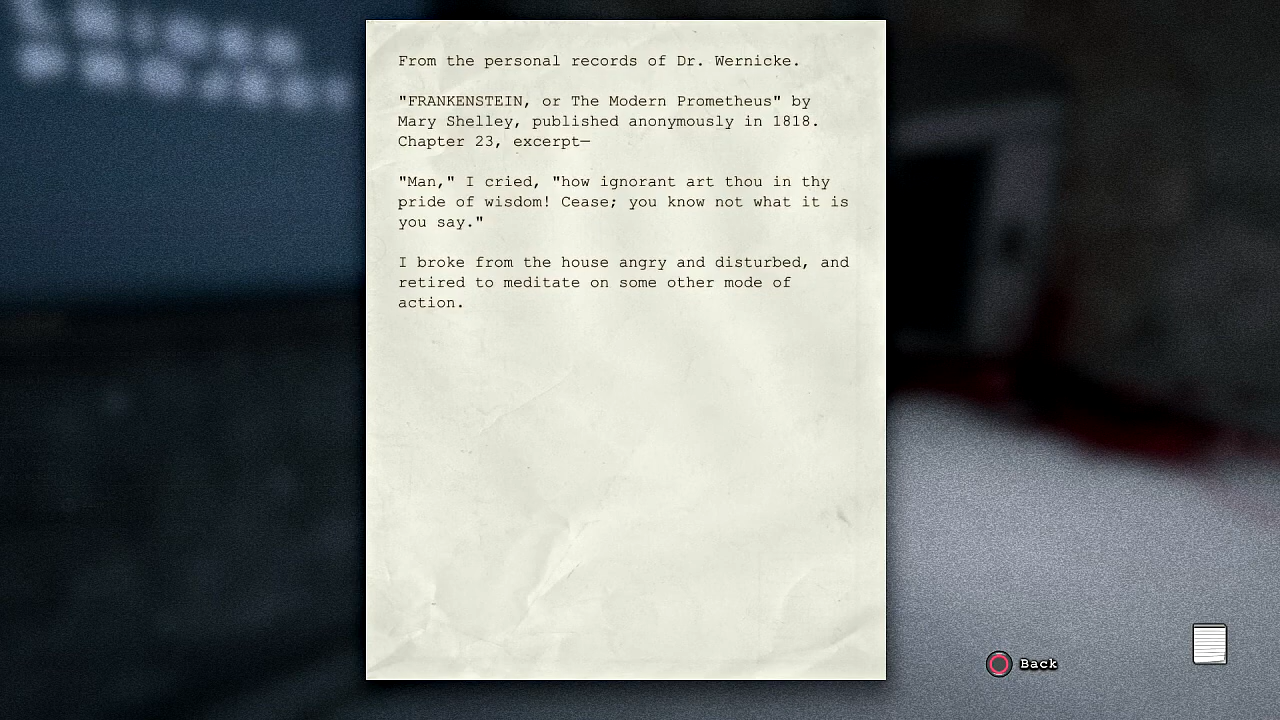 From the personal records of Dr. Wernicke.
"FRANKENSTEIN, or The Modern Prometheus" by
Mary Shelley, published anonymously in 1818.
Chapter 23, excerpt—
"Man," I cried, "how ignorant art thou in thy
pride of wisdom! Cease; you know not what it is
you say."
I broke from the house angry and disturbed, and
retired to meditate on some other mode of
action.
Back